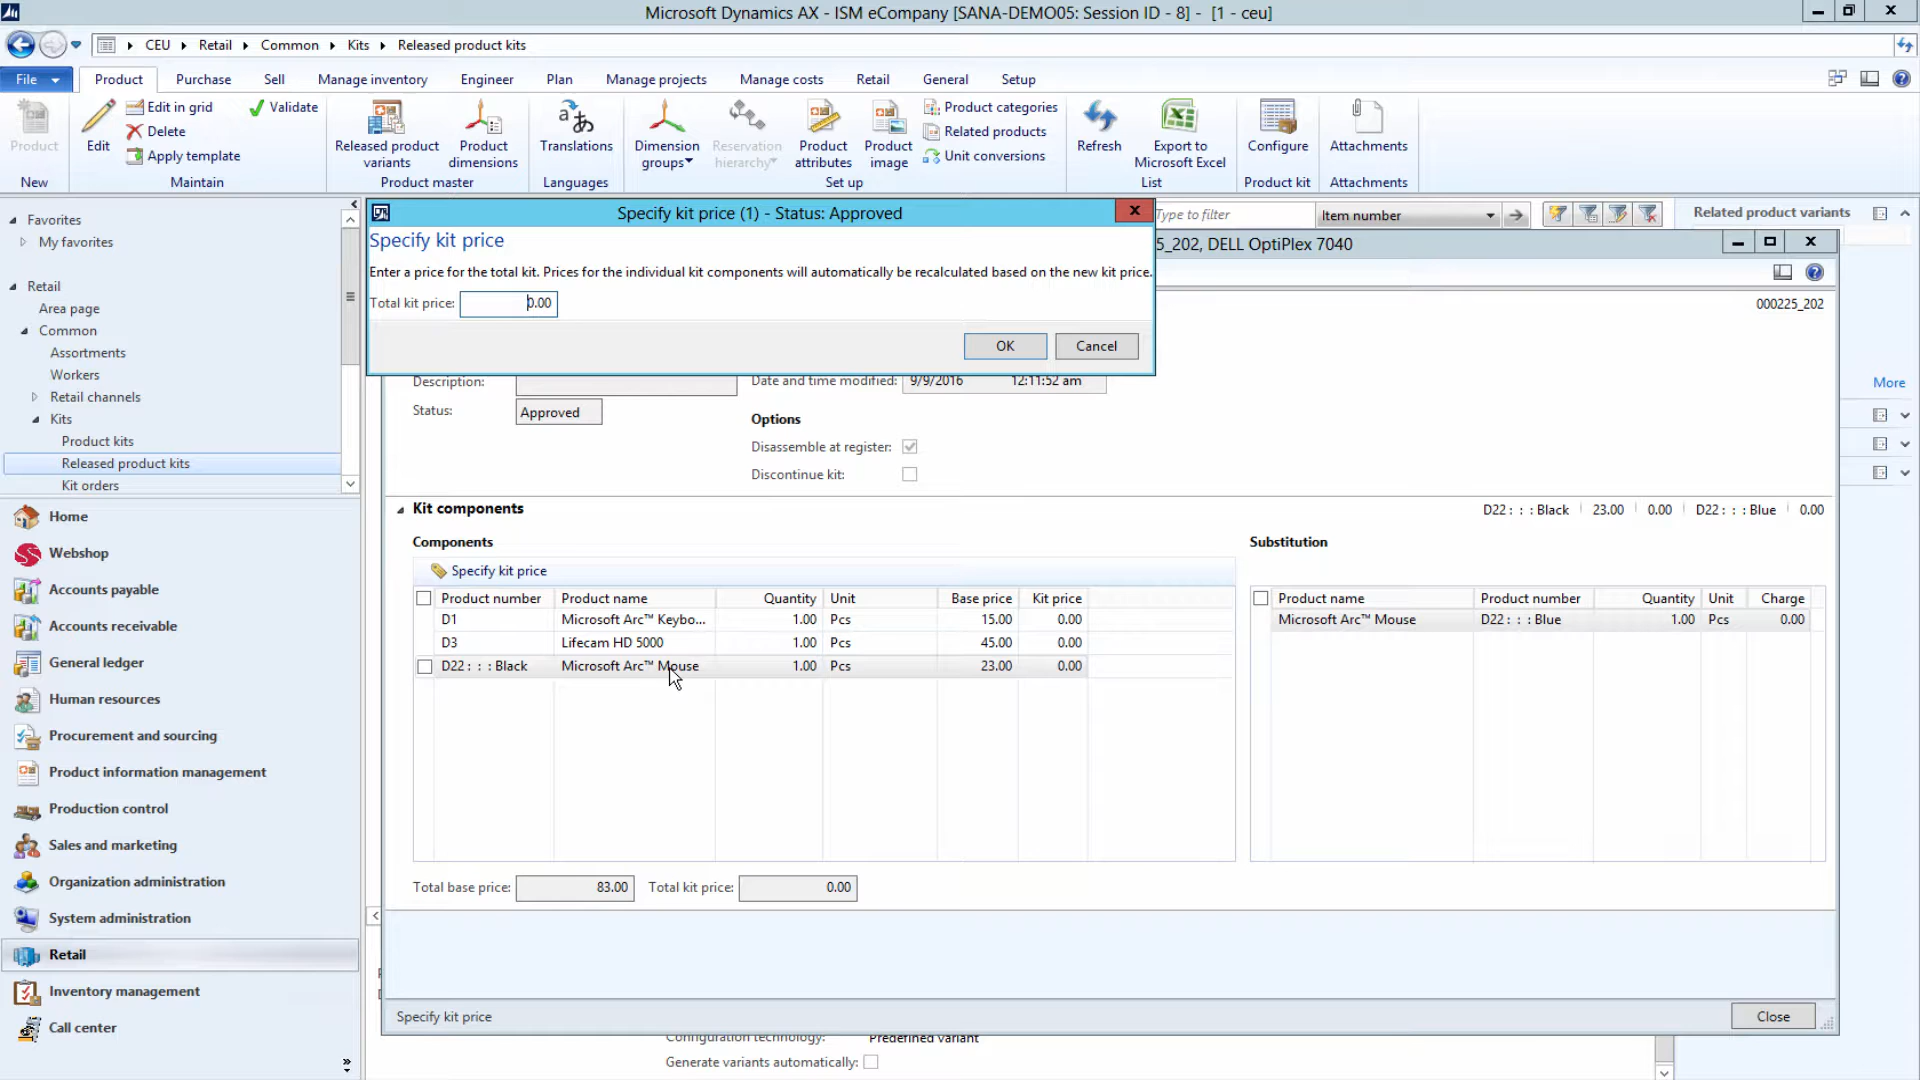 Microsoft Dynamics AX - ISM eCompany [SANA-DEMO05: Session ID - 8] - [1 - ceu]
CEU Retail Common Kits Released product kits
File Product Purchase Sell Manage inventory Engineer Plan Manage projects Manage costs Retail General Setup
Product
New
Edit
Edit in grid
Delete
Apply template
Validate
Maintain
Released product variants
Product dimensions
Product master
Translations
Languages
Dimension groups
Reservation hierarchy
Product attributes
Product image
Product categories
Related products
Unit conversions
Set up
Refresh
Export to Microsoft Excel
List
Configure
Product kit
Attachments
Attachments
Favorites
My favorites
Retail
Area page
Common
Assortments
Workers
Retail channels
Kits
Product kits
Released product kits
Kit orders
Home
Webshop
Accounts payable
Accounts receivable
General ledger
Human resources
Procurement and sourcing
Product information management
Production control
Sales and marketing
Organization administration
System administration
Retail
Inventory management
Call center
Specify kit price (1) - Status: Approved
Specify kit price
Enter a price for the total kit. Prices for the individual kit components will automatically be recalculated based on the new kit price.
Total kit price: 0.00
OK Cancel
Type to filter Item number
Related product variants
More
5_202, DELL OptiPlex 7040
000225_202
Description:
Status: Approved
Date and time modified: 9/9/2016 12:11:52 am
Options
Disassemble at register:
Discontinue kit:
Kit components
D22 : : : Black 23.00 0.00 D22 : : : Blue 0.00
Components
Specify kit price
Product number Product name Quantity Unit Base price Kit price
D1 Microsoft Arc™ Keybo... 1.00 Pcs 15.00 0.00
D3 Lifecam HD 5000 1.00 Pcs 45.00 0.00
D22 : : : Black Microsoft Arc™ Mouse 1.00 Pcs 23.00 0.00
Total base price: 83.00 Total kit price: 0.00
Substitution
Product name Product number Quantity Unit Charge
Microsoft Arc™ Mouse D22 : : : Blue 1.00 Pcs 0.00
Specify kit price
Close
Configuration technology: Predefined variant
Generate variants automatically: